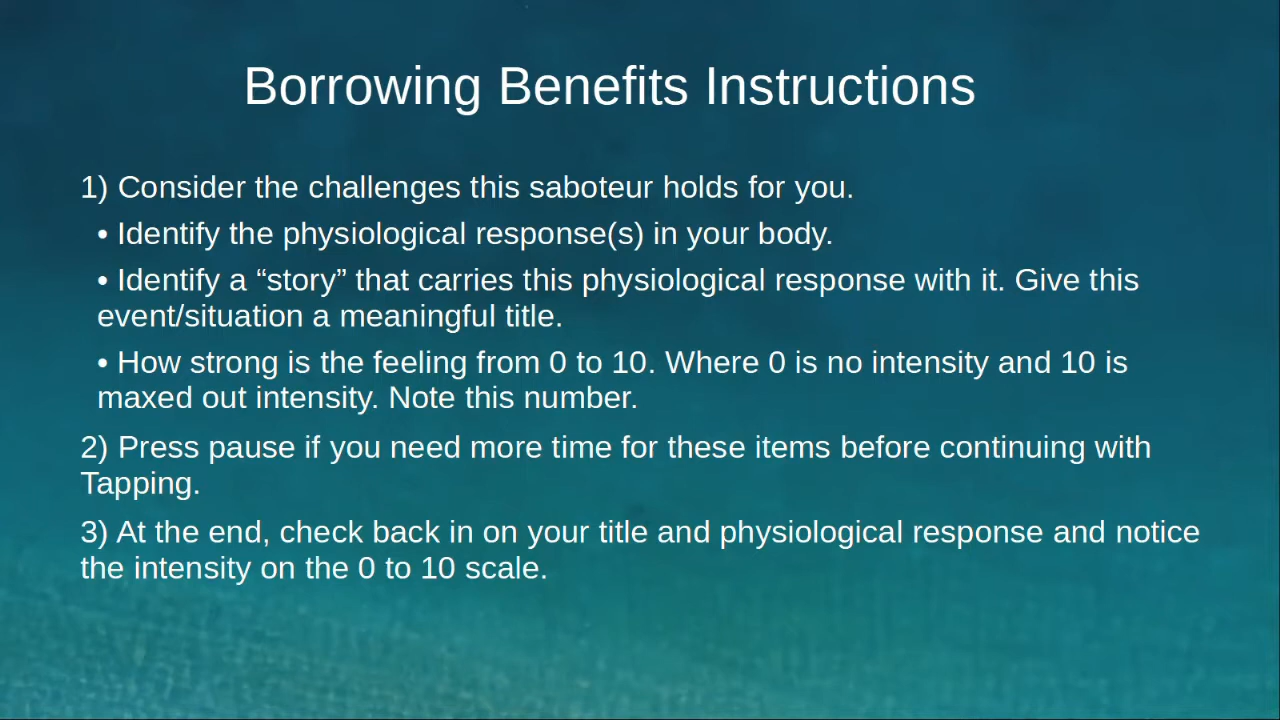 Borrowing Benefits Instructions
1) Consider the challenges this saboteur holds for you.
• Identify the physiological response(s) in your body.
• Identify a “story” that carries this physiological response with it. Give this
event/situation a meaningful title.
• How strong is the feeling from 0 to 10. Where 0 is no intensity and 10 is
maxed out intensity. Note this number.
2) Press pause if you need more time for these items before continuing with
Tapping.
3) At the end, check back in on your title and physiological response and notice
the intensity on the 0 to 10 scale.